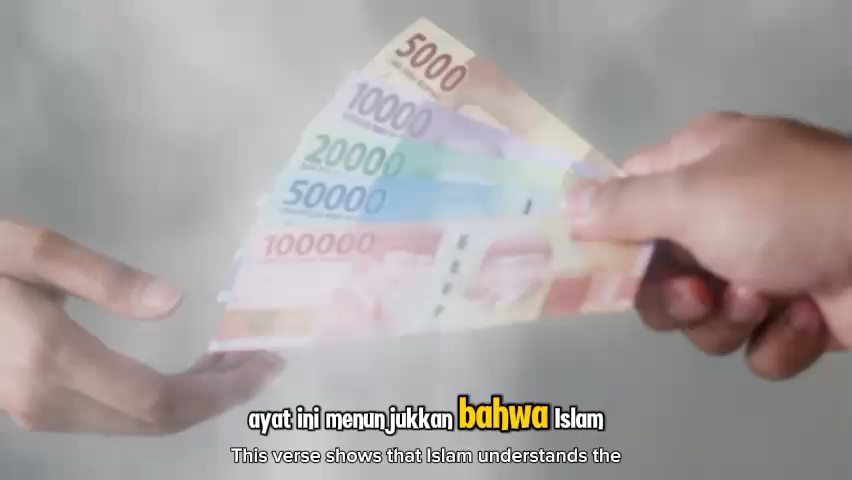 5000
10000
20000
50000
100000
ayat ini menunjukkan bahwa Islam
This verse shows that Islam understands the